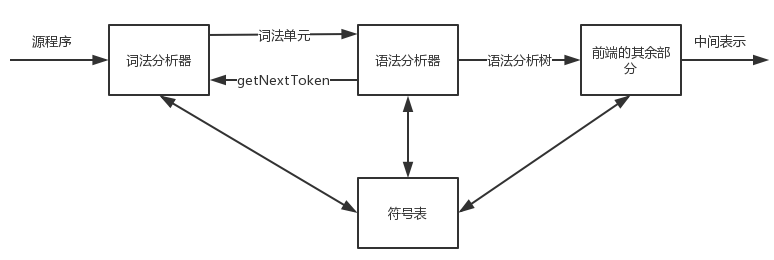 源程序
词法分析器
词法单元
getNextToken
语法分析器
语法分析树
前端的其余部
分
中间表示
符号表